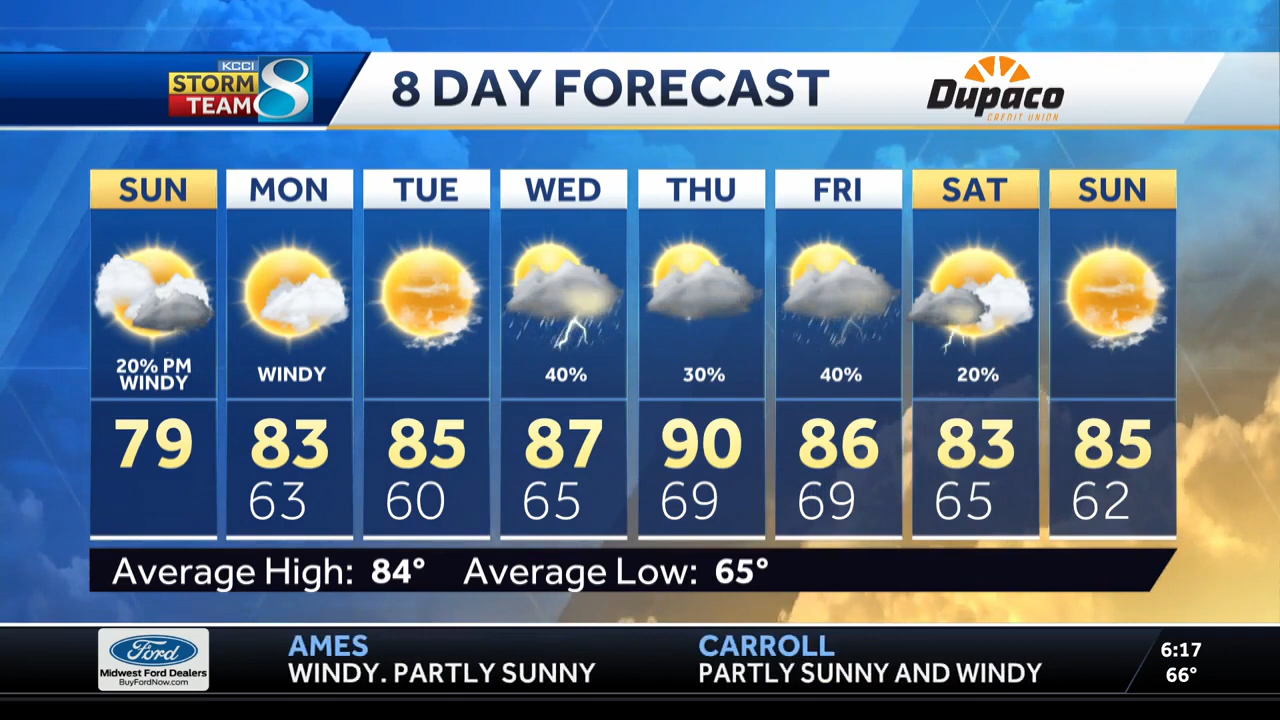 KCCI
STORM
TEAM 8
8 DAY FORECAST
Dupaco
CREDIT UNION
SUN MON TUE WED THU FRI SAT SUN
20% PM
WINDY WINDY 40% 30% 40% 20%
79 83 85 87 90 86 83 85
63 60 65 69 69 65 62
Average High: 84° Average Low: 65°
Ford
Midwest Ford Dealers
BuyFordNow.com
AMES
WINDY. PARTLY SUNNY
CARROLL
PARTLY SUNNY AND WINDY
6:17
66°